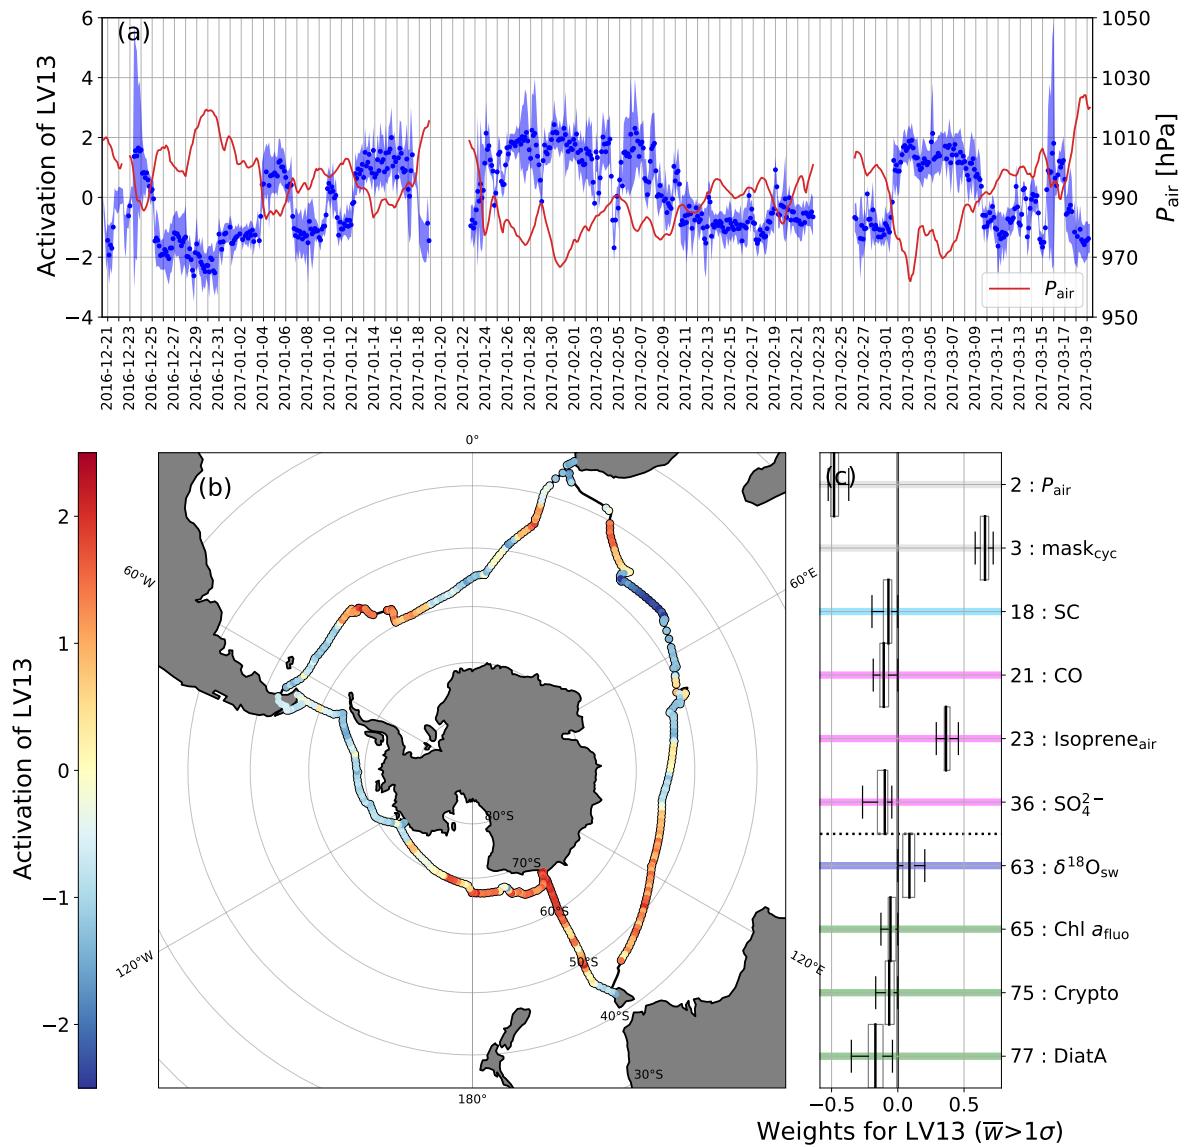 (a)
6
4
2
0
−2
−4
Activation of LV13
1050
1030
1010
990
970
950
P_air [hPa]
P_air
2016-12-21
2016-12-23
2016-12-25
2016-12-27
2016-12-29
2016-12-31
2017-01-02
2017-01-04
2017-01-06
2017-01-08
2017-01-10
2017-01-12
2017-01-14
2017-01-16
2017-01-18
2017-01-20
2017-01-22
2017-01-24
2017-01-26
2017-01-28
2017-01-30
2017-02-01
2017-02-03
2017-02-05
2017-02-07
2017-02-09
2017-02-11
2017-02-13
2017-02-15
2017-02-17
2017-02-19
2017-02-21
2017-02-23
2017-02-25
2017-02-27
2017-03-01
2017-03-03
2017-03-05
2017-03-07
2017-03-09
2017-03-11
2017-03-13
2017-03-15
2017-03-17
2017-03-19
Activation of LV13
2
1
0
−1
−2
(b)
0°
60°W
60°E
120°W
120°E
180°
80°S
70°S
60°S
50°S
40°S
30°S
(c)
2 : P_air
3 : mask_cyc
18 : SC
21 : CO
23 : Isoprene_air
36 : SO₄²⁻
63 : δ¹⁸O_sw
65 : Chl a_fluo
75 : Crypto
77 : DiatA
−0.5
0.0
0.5
Weights for LV13 (w̅>1σ)